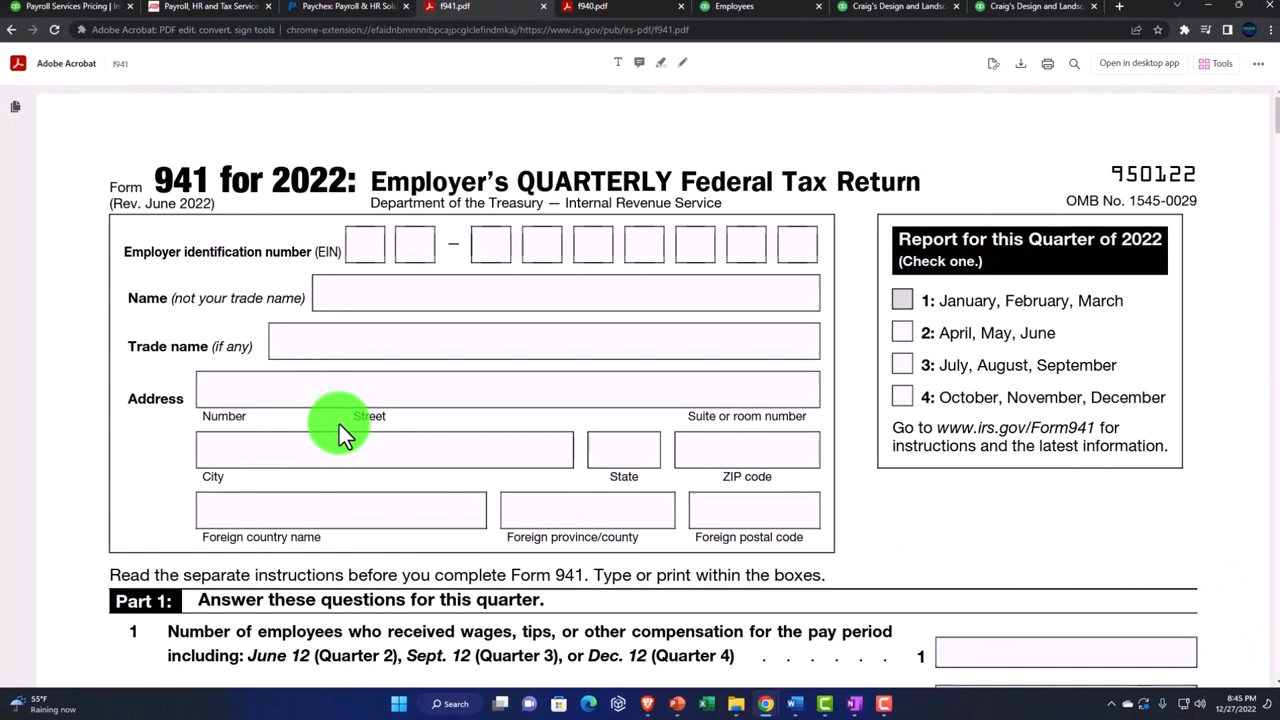 Payroll Services Pricing | In
Payroll, HR and Tax Service
Paychex: Payroll & HR Solu
f941.pdf
f940.pdf
Employees
Craig's Design and Landsc
Craig's Design and Landsc
Adobe Acrobat: PDF edit, convert, sign tools | chrome-extension://efaidnbmnnnibpcajpcglclefindmkaj/https://www.irs.gov/pub/irs-pdf/f941.pdf
Adobe Acrobat f941
Open in desktop app
Tools
Form 941 for 2022: Employer's QUARTERLY Federal Tax Return
950122
(Rev. June 2022) Department of the Treasury — Internal Revenue Service
OMB No. 1545-0029
Employer identification number (EIN) –
Name (not your trade name)
Trade name (if any)
Address
Number Street Suite or room number
City State ZIP code
Foreign country name Foreign province/county Foreign postal code
Report for this Quarter of 2022
(Check one.)
1: January, February, March
2: April, May, June
3: July, August, September
4: October, November, December
Go to www.irs.gov/Form941 for
instructions and the latest information.
Read the separate instructions before you complete Form 941. Type or print within the boxes.
Part 1: Answer these questions for this quarter.
1 Number of employees who received wages, tips, or other compensation for the pay period
including: June 12 (Quarter 2), Sept. 12 (Quarter 3), or Dec. 12 (Quarter 4) . . . . . 1
55°F
Raining now
Search
8:45 PM
12/27/2022